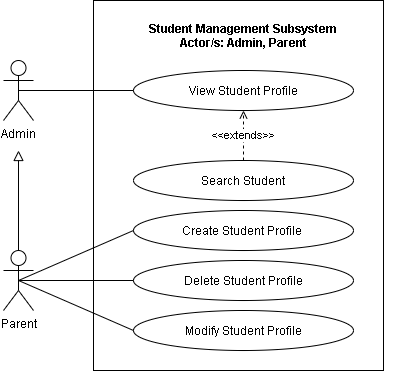 Student Management Subsystem
Actor/s: Admin, Parent
View Student Profile
Admin
<<extends>>
Search Student
Create Student Profile
Delete Student Profile
Parent
Modify Student Profile